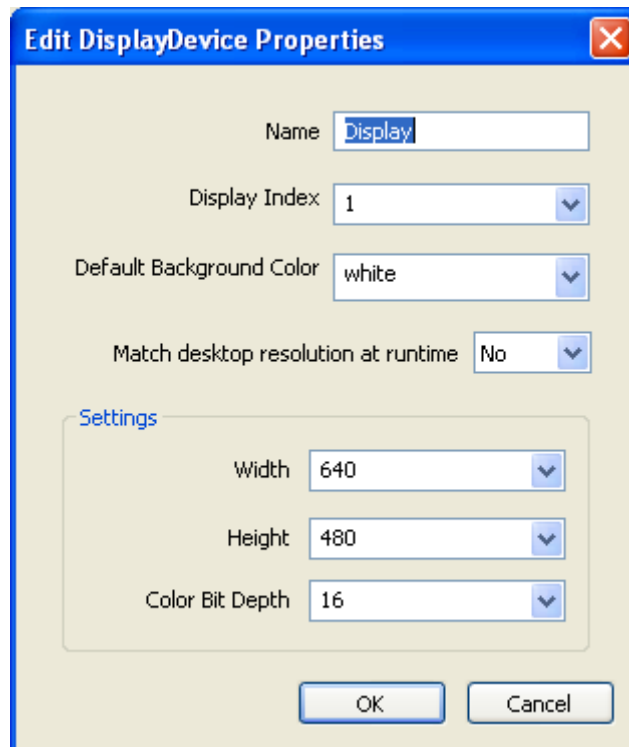 Edit DisplayDevice Properties
Name Display
Display Index 1
Default Background Color white
Match desktop resolution at runtime No
Settings
Width 640
Height 480
Color Bit Depth 16
OK Cancel